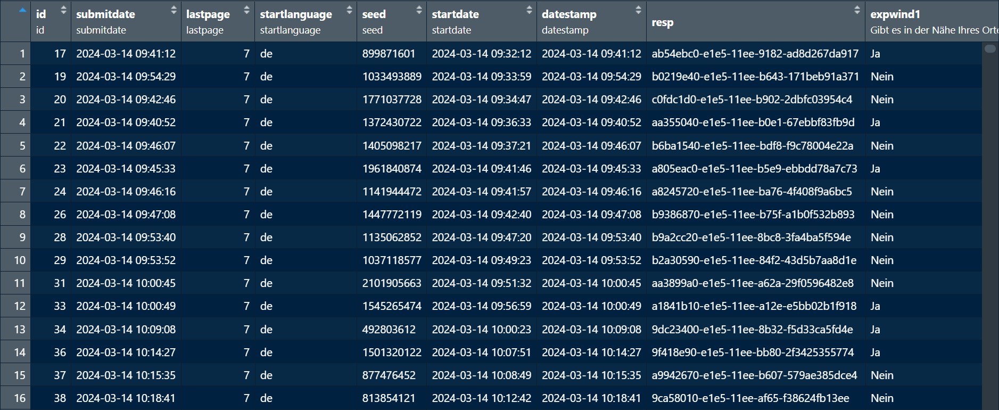 id submitdate lastpage startlanguage seed startdate datestamp resp expwind1
id submitdate lastpage startlanguage seed startdate datestamp Gibt es in der Nähe Ihres Orte
1 17 2024-03-14 09:41:12 7 de 899871601 2024-03-14 09:32:12 2024-03-14 09:41:12 ab54ebc0-e1e5-11ee-9182-ad8d267da917 Ja
2 19 2024-03-14 09:54:29 7 de 1033493889 2024-03-14 09:33:59 2024-03-14 09:54:29 b0219e40-e1e5-11ee-b643-171beb91a371 Nein
3 20 2024-03-14 09:42:46 7 de 1771037728 2024-03-14 09:34:47 2024-03-14 09:42:46 c0fdc1d0-e1e5-11ee-b902-2dbfc03954c4 Nein
4 21 2024-03-14 09:40:52 7 de 1372430722 2024-03-14 09:36:33 2024-03-14 09:40:52 aa355040-e1e5-11ee-b0e1-67ebbf83fb9d Ja
5 22 2024-03-14 09:46:07 7 de 1405098217 2024-03-14 09:37:21 2024-03-14 09:46:07 b6ba1540-e1e5-11ee-bdf8-f9c78004e22a Nein
6 23 2024-03-14 09:45:33 7 de 1961840874 2024-03-14 09:41:46 2024-03-14 09:45:33 a805eac0-e1e5-11ee-b5e9-ebbdd78a7c73 Ja
7 24 2024-03-14 09:46:16 7 de 1141944472 2024-03-14 09:41:57 2024-03-14 09:46:16 a8245720-e1e5-11ee-ba76-4f408f9a6bc5 Nein
8 26 2024-03-14 09:47:08 7 de 1447772119 2024-03-14 09:42:40 2024-03-14 09:47:08 b9386870-e1e5-11ee-b75f-a1b0f532b893 Nein
9 28 2024-03-14 09:53:40 7 de 1135062852 2024-03-14 09:47:20 2024-03-14 09:53:40 b9a2cc20-e1e5-11ee-8bc8-3fa4ba5f594e Nein
10 29 2024-03-14 09:53:52 7 de 1037118577 2024-03-14 09:49:23 2024-03-14 09:53:52 b2a30590-e1e5-11ee-84f2-43d5b7aa8d1e Nein
11 31 2024-03-14 10:00:45 7 de 2101905663 2024-03-14 09:51:32 2024-03-14 10:00:45 aa3899a0-e1e5-11ee-a62a-29f0596482e8 Nein
12 33 2024-03-14 10:00:49 7 de 1545265474 2024-03-14 09:56:59 2024-03-14 10:00:49 a1841b10-e1e5-11ee-a12e-e5bb02b1f918 Ja
13 34 2024-03-14 10:09:08 7 de 492803612 2024-03-14 10:00:23 2024-03-14 10:09:08 9dc23400-e1e5-11ee-8b32-f5d33ca5fd4e Ja
14 36 2024-03-14 10:14:27 7 de 1501320122 2024-03-14 10:07:51 2024-03-14 10:14:27 9f418e90-e1e5-11ee-bb80-2f3425355774 Ja
15 37 2024-03-14 10:15:35 7 de 877476452 2024-03-14 10:08:49 2024-03-14 10:15:35 a9942670-e1e5-11ee-b607-579ae385dce4 Nein
16 38 2024-03-14 10:18:41 7 de 813854121 2024-03-14 10:12:42 2024-03-14 10:18:41 9ca58010-e1e5-11ee-af65-f38624fb13ee Nein